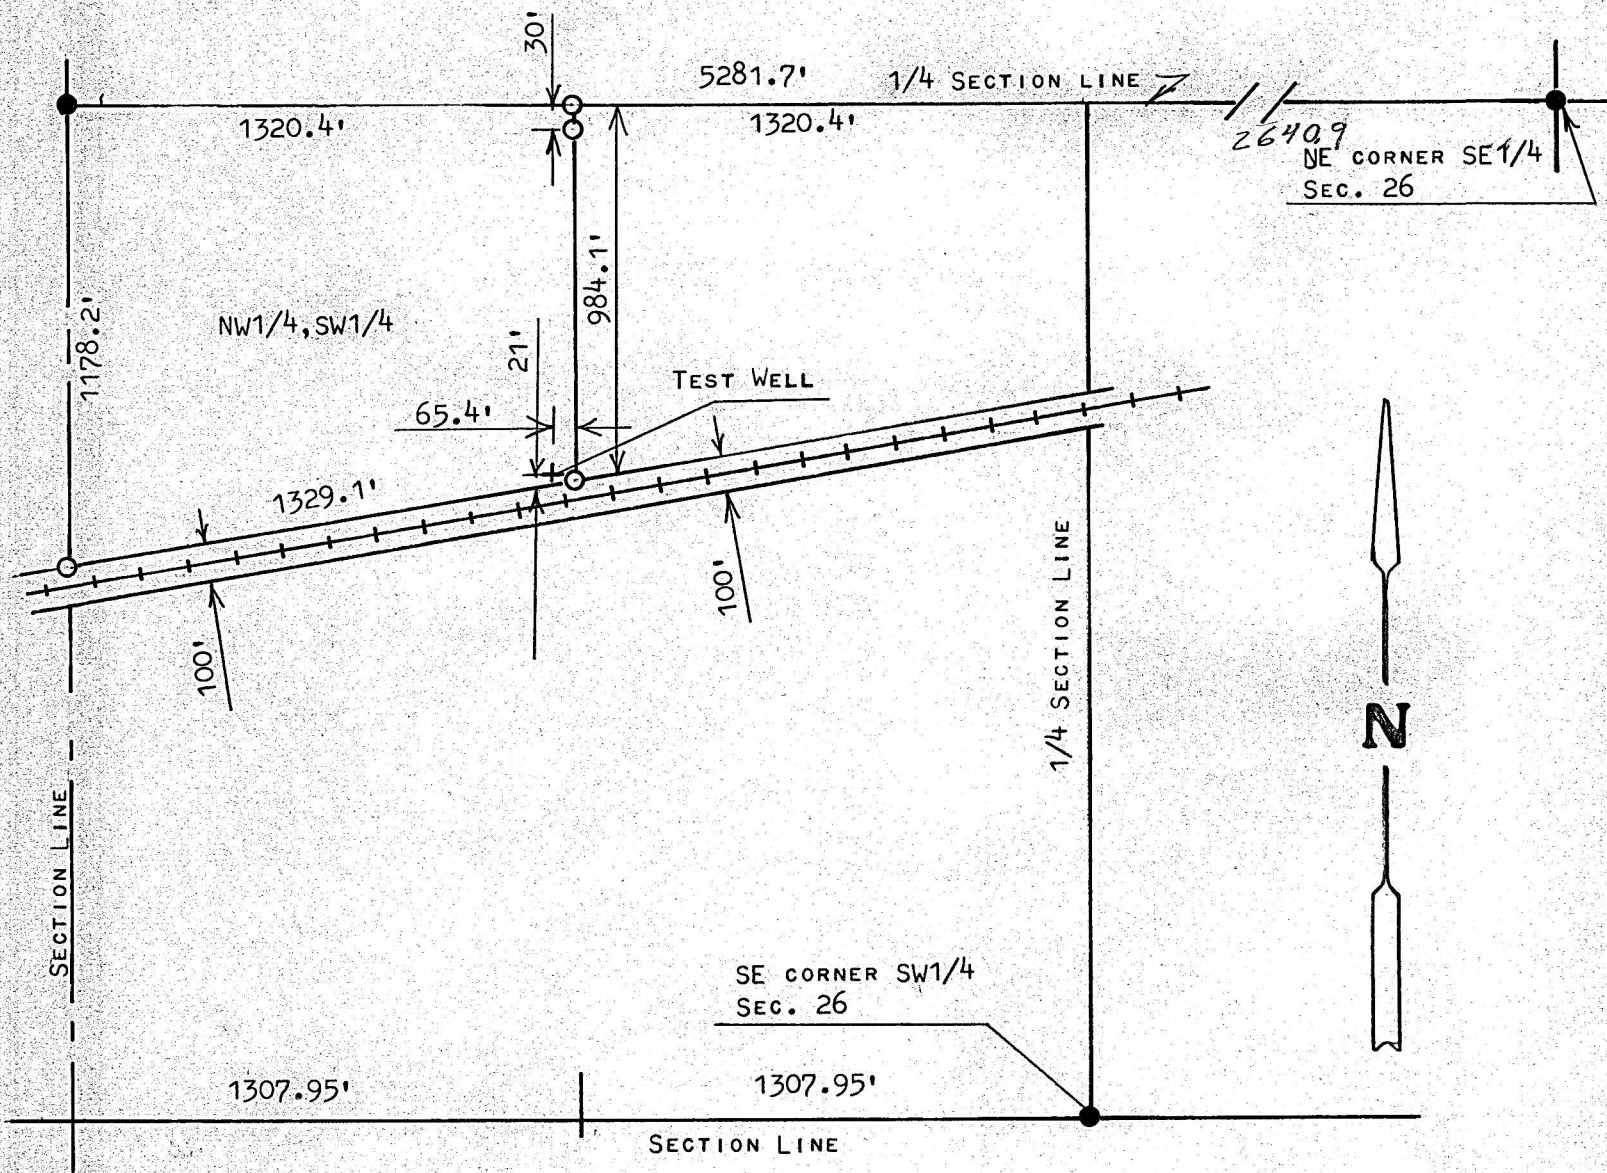 30'
5281.7'
1/4 SECTION LINE
1320.4'
1320.4'
2640.9
NE CORNER SE1/4
SEC. 26
984.1'
1178.2'
NW1/4, SW1/4
21'
TEST WELL
65.4'
1329.1'
100'
100'
1/4 SECTION LINE
N
SECTION LINE
SE CORNER SW1/4
SEC. 26
1307.95'
1307.95'
SECTION LINE